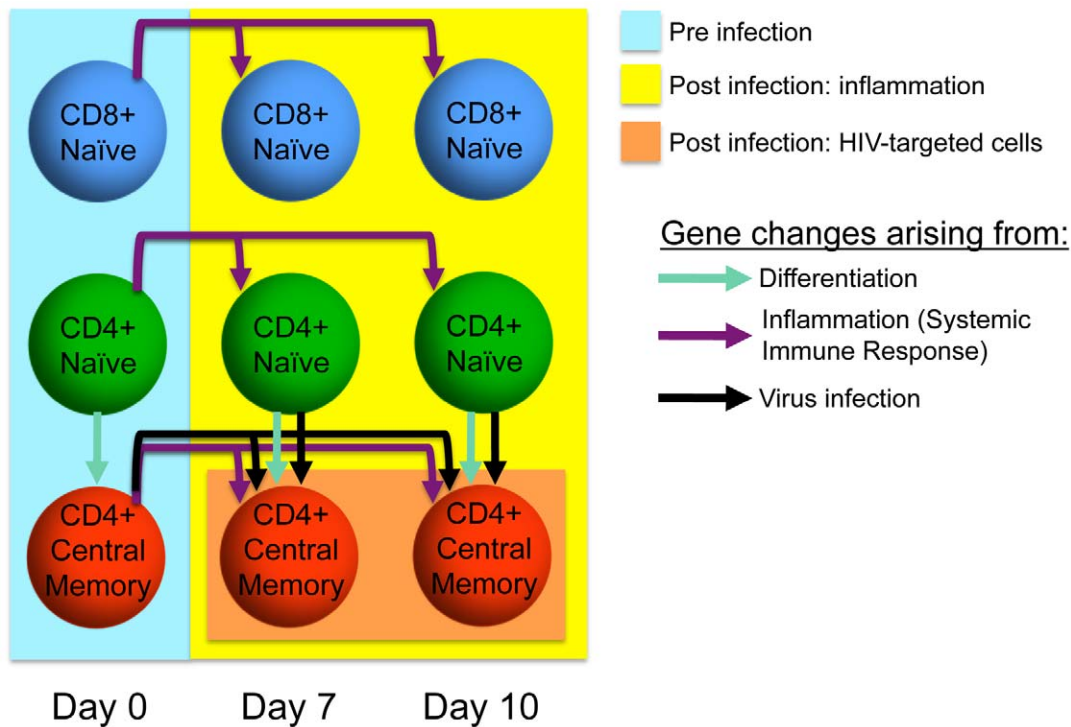 CD8+
Naïve
CD8+
Naïve
CD8+
Naïve
CD4+
Naïve
CD4+
Naïve
CD4+
Naïve
CD4+
Central
Memory
CD4+
Central
Memory
CD4+
Central
Memory
Day 0
Day 7
Day 10
Pre infection
Post infection: inflammation
Post infection: HIV-targeted cells
Gene changes arising from:
Differentiation
Inflammation (Systemic
Immune Response)
Virus infection